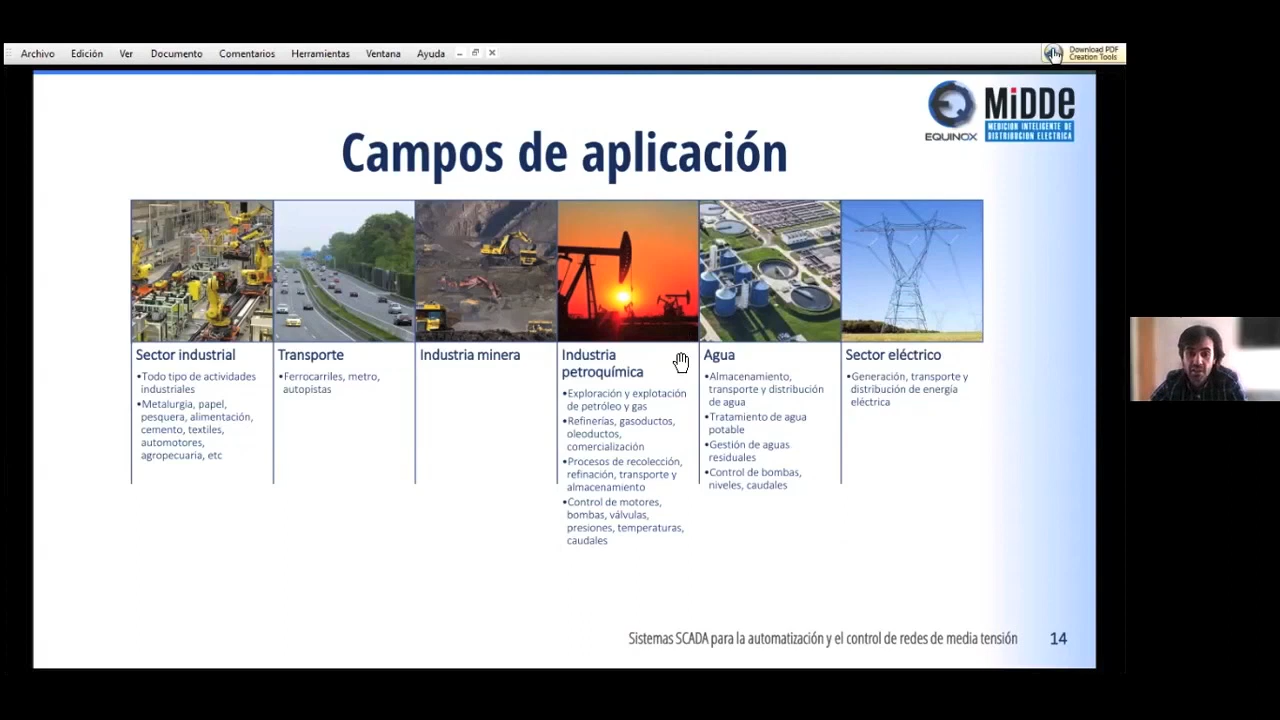 Archivo Edición Ver Documento Comentarios Herramientas Ventana Ayuda
Download PDF
Creation Tools
EQUINOX
MiDDE
MEDICION INTELIGENTE DE
DISTRIBUCION ELECTRICA
Campos de aplicación
Sector industrial
•Todo tipo de actividades
industriales
•Metalurgia, papel,
pesquera, alimentación,
cemento, textiles,
automotores,
agropecuaria, etc
Transporte
•Ferrocarriles, metro,
autopistas
Industria minera
Industria
petroquímica
•Exploración y explotación
de petróleo y gas
•Refinerías, gasoductos,
oleoductos,
comercialización
•Procesos de recolección,
refinación, transporte y
almacenamiento
•Control de motores,
bombas, válvulas,
presiones, temperaturas,
caudales
Agua
•Almacenamiento,
transporte y distribución
de agua
•Tratamiento de agua
potable
•Gestión de aguas
residuales
•Control de bombas,
niveles, caudales
Sector eléctrico
•Generación, transporte y
distribución de energía
eléctrica
Sistemas SCADA para la automatización y el control de redes de media tensión 14